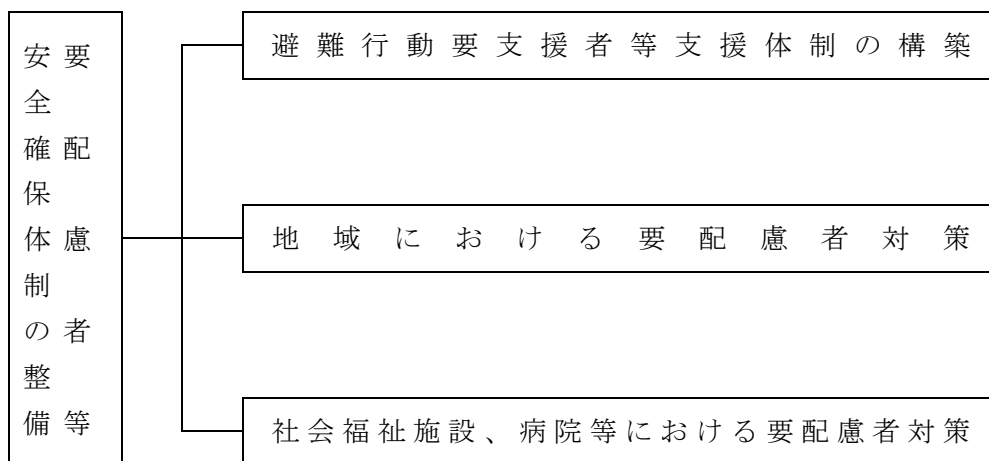 要配慮者等
安全確保体制の整備
避難行動要支援者等支援体制の構築
地域における要配慮者対策
社会福祉施設、病院等における要配慮者対策